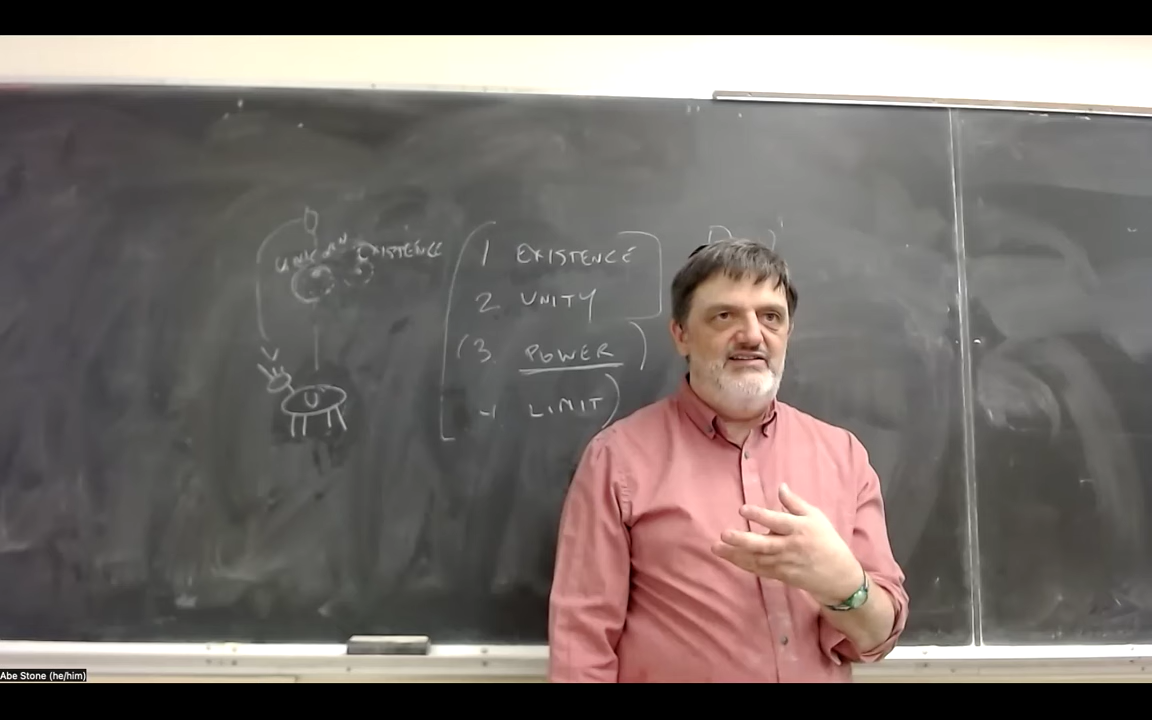 EXISTENCE
1 EXISTENCE
2 UNITY
(3 POWER)
4 LIMIT)
Abe Stone (he/him)